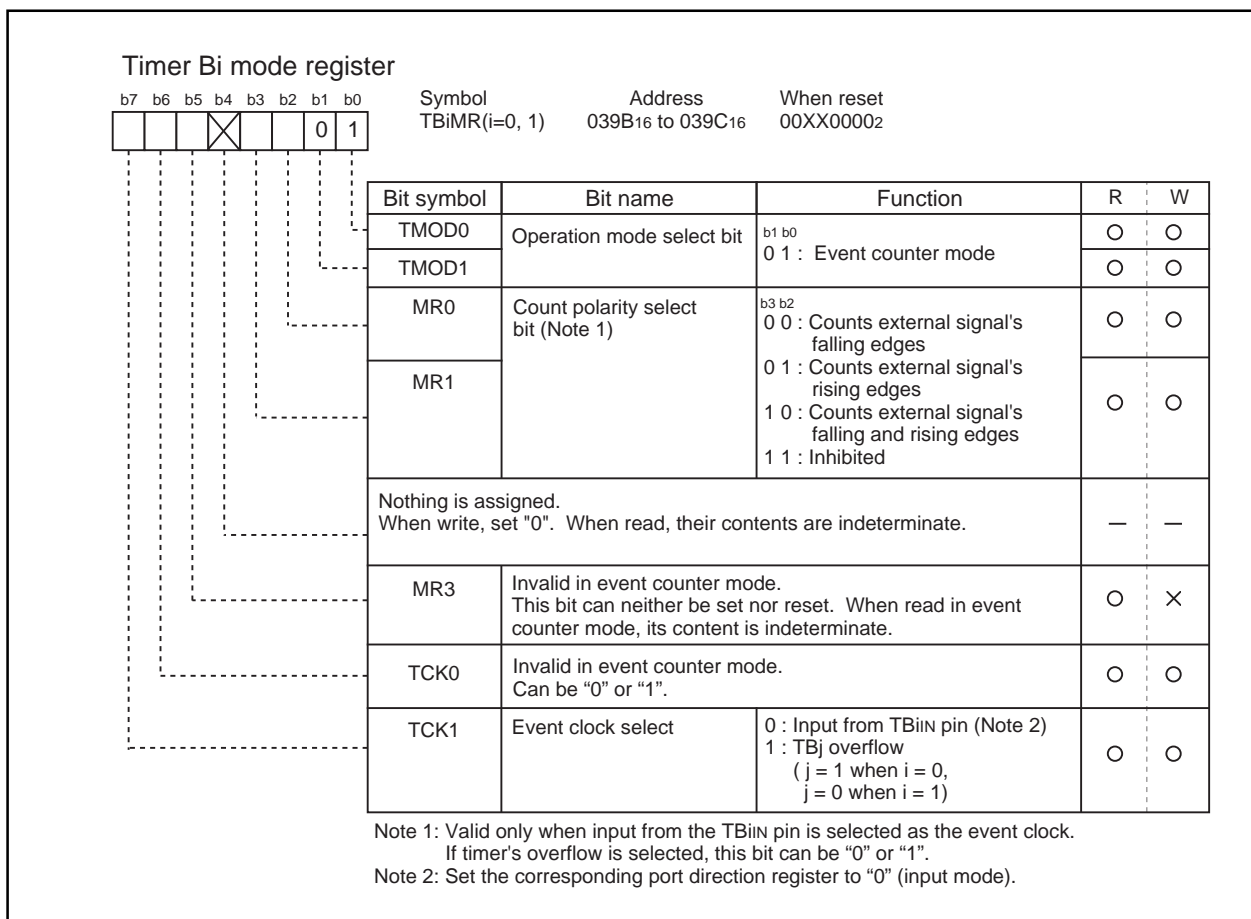 Timer Bi mode register
b7 b6 b5 b4 b3 b2 b1 b0
0 1
Symbol Address When reset
TBiMR(i=0, 1) 039B16 to 039C16 00XX00002
Bit symbol Bit name Function R W
TMOD0 Operation mode select bit b1 b0
0 1 : Event counter mode
TMOD1
MR0 Count polarity select
bit (Note 1)
b3 b2
0 0 : Counts external signal's
falling edges
0 1 : Counts external signal's
rising edges
1 0 : Counts external signal's
falling and rising edges
1 1 : Inhibited
MR1
Nothing is assigned.
When write, set "0". When read, their contents are indeterminate.
– –
MR3 Invalid in event counter mode.
This bit can neither be set nor reset. When read in event
counter mode, its content is indeterminate.
TCK0 Invalid in event counter mode.
Can be “0” or “1”.
TCK1 Event clock select 0 : Input from TBiIN pin (Note 2)
1 : TBj overflow
( j = 1 when i = 0,
j = 0 when i = 1)
Note 1: Valid only when input from the TBiIN pin is selected as the event clock.
If timer's overflow is selected, this bit can be “0” or “1”.
Note 2: Set the corresponding port direction register to “0” (input mode).